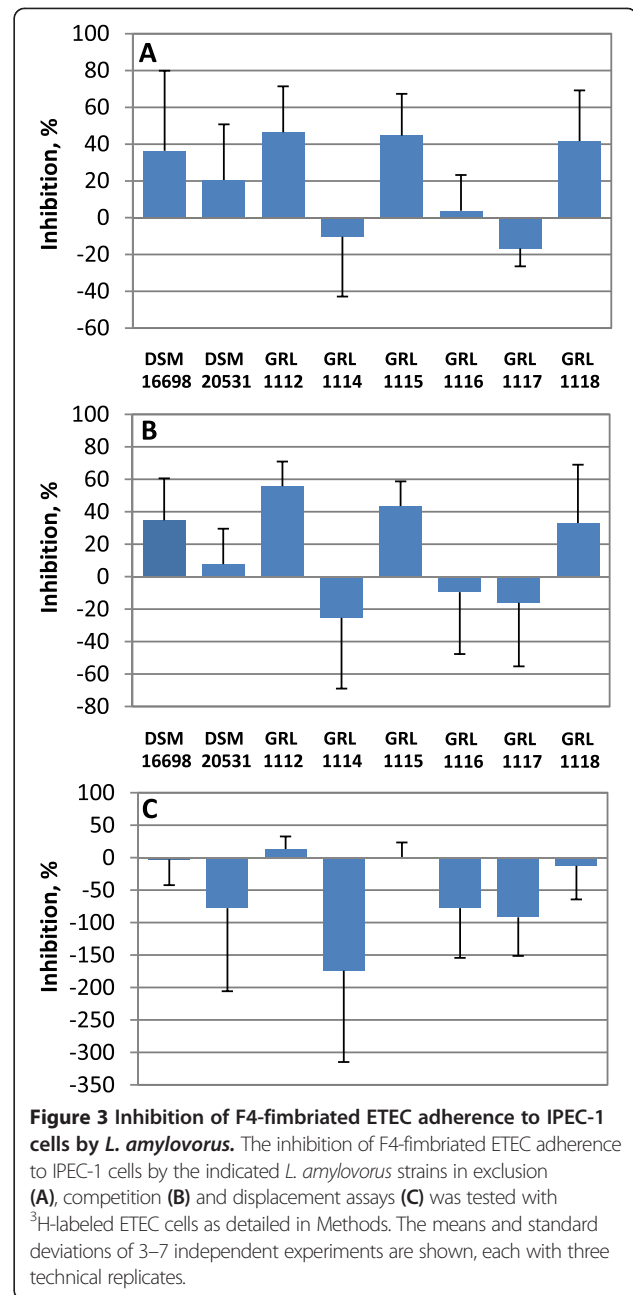 A
Inhibition, %
100
80
60
40
20
0
-20
-40
-60
DSM 16698 DSM 20531 GRL 1112 GRL 1114 GRL 1115 GRL 1116 GRL 1117 GRL 1118
B
Inhibition, %
100
80
60
40
20
0
-20
-40
-60
-80
DSM 16698 DSM 20531 GRL 1112 GRL 1114 GRL 1115 GRL 1116 GRL 1117 GRL 1118
C
Inhibition, %
100
50
0
-50
-100
-150
-200
-250
-300
-350
Figure 3 Inhibition of F4-fimbriated ETEC adherence to IPEC-1
cells by L. amylovorus. The inhibition of F4-fimbriated ETEC adherence
to IPEC-1 cells by the indicated L. amylovorus strains in exclusion
(A), competition (B) and displacement assays (C) was tested with
³H-labeled ETEC cells as detailed in Methods. The means and standard
deviations of 3–7 independent experiments are shown, each with three
technical replicates.